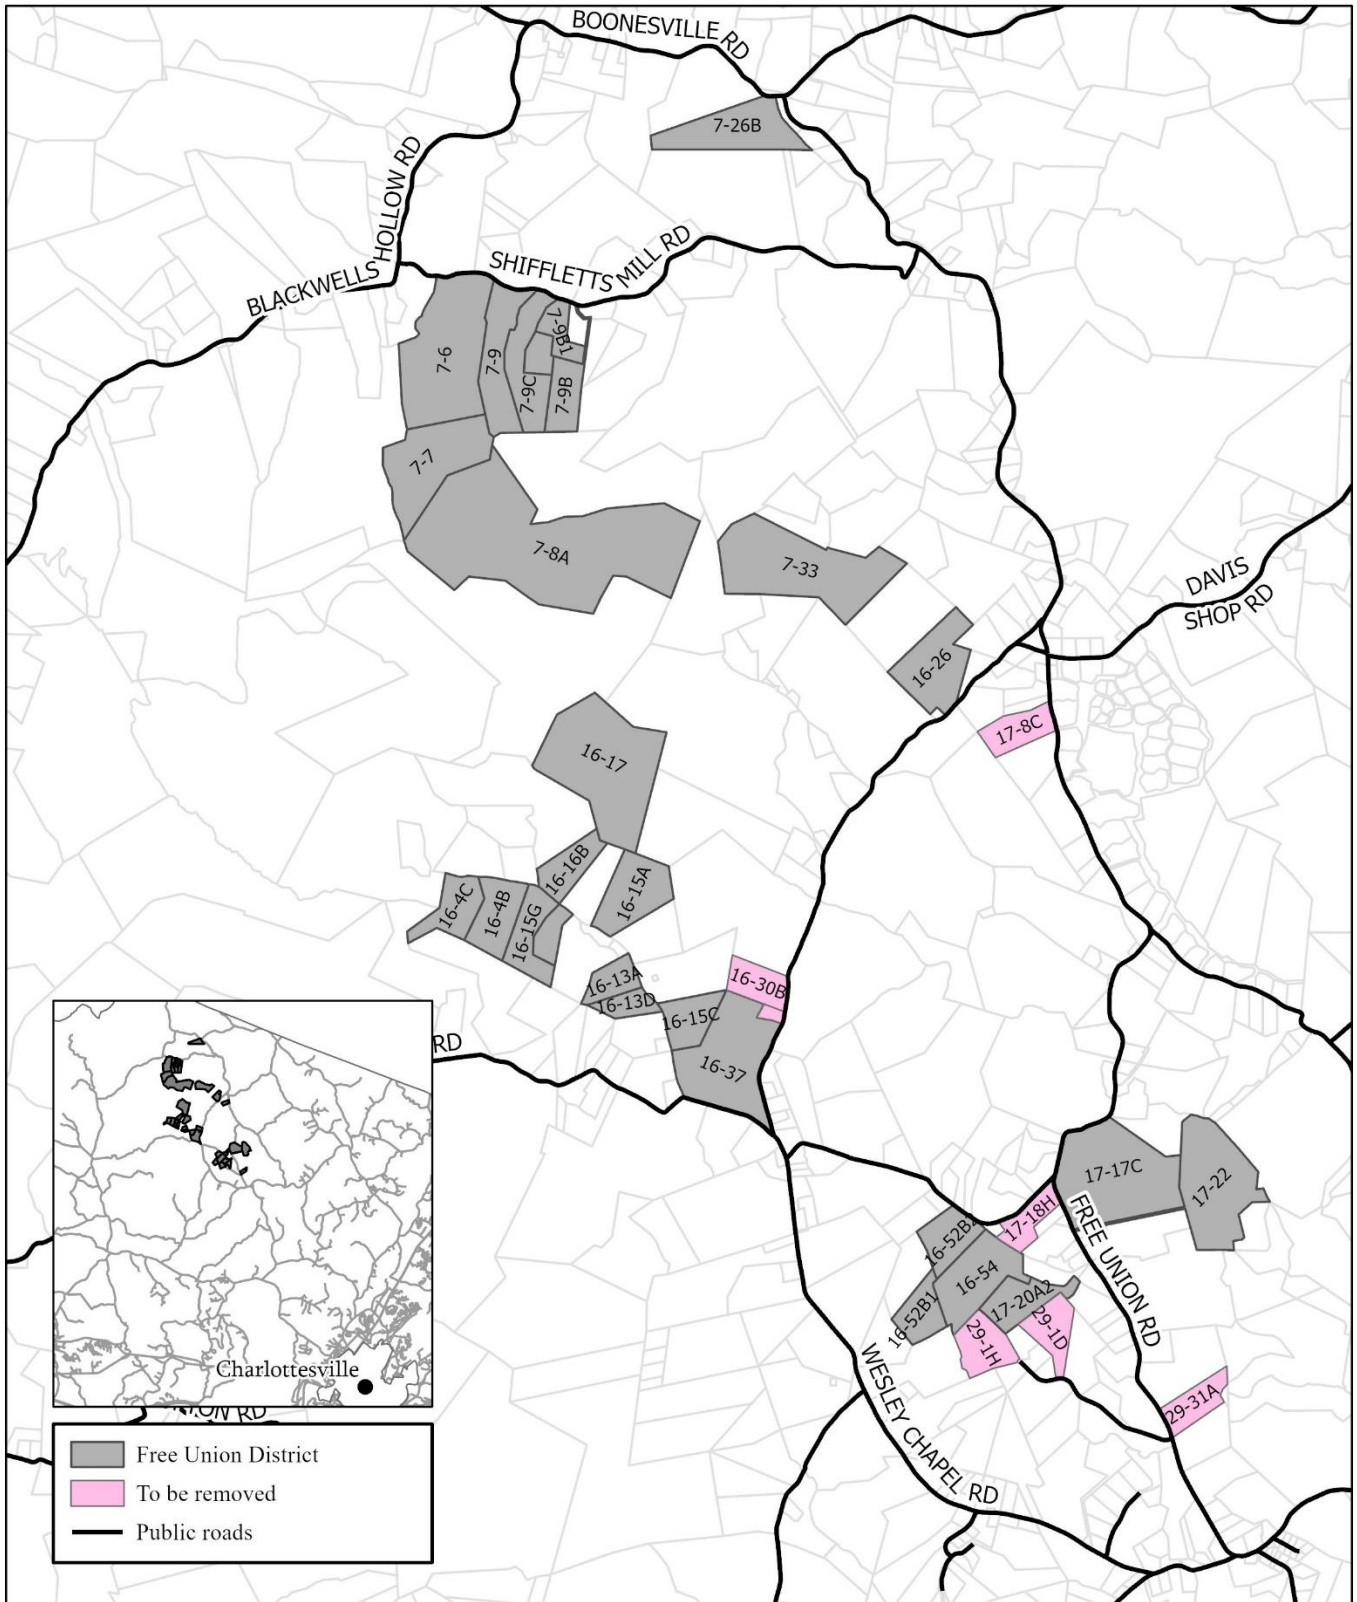 BOONESVILLE RD
7-26B
BLACKWELLS HOLLOW RD
SHIFFLETTS MILL RD
7-6
7-9
7-9B1
7-9C
7-9B
7-7
7-8A
7-33
DAVIS
SHOP RD
16-26
17-8C
16-17
16-16B
16-15A
16-4C
16-4B
16-15G
16-13A
16-13D
16-30B
16-15C
16-37
RD
17-17C
17-22
17-18H
FREE UNION RD
16-54
16-52B1
17-20A2
29-1H
29-1D
29-31A
WESLEY CHAPEL RD
Charlottesville
RD
Free Union District
To be removed
Public roads